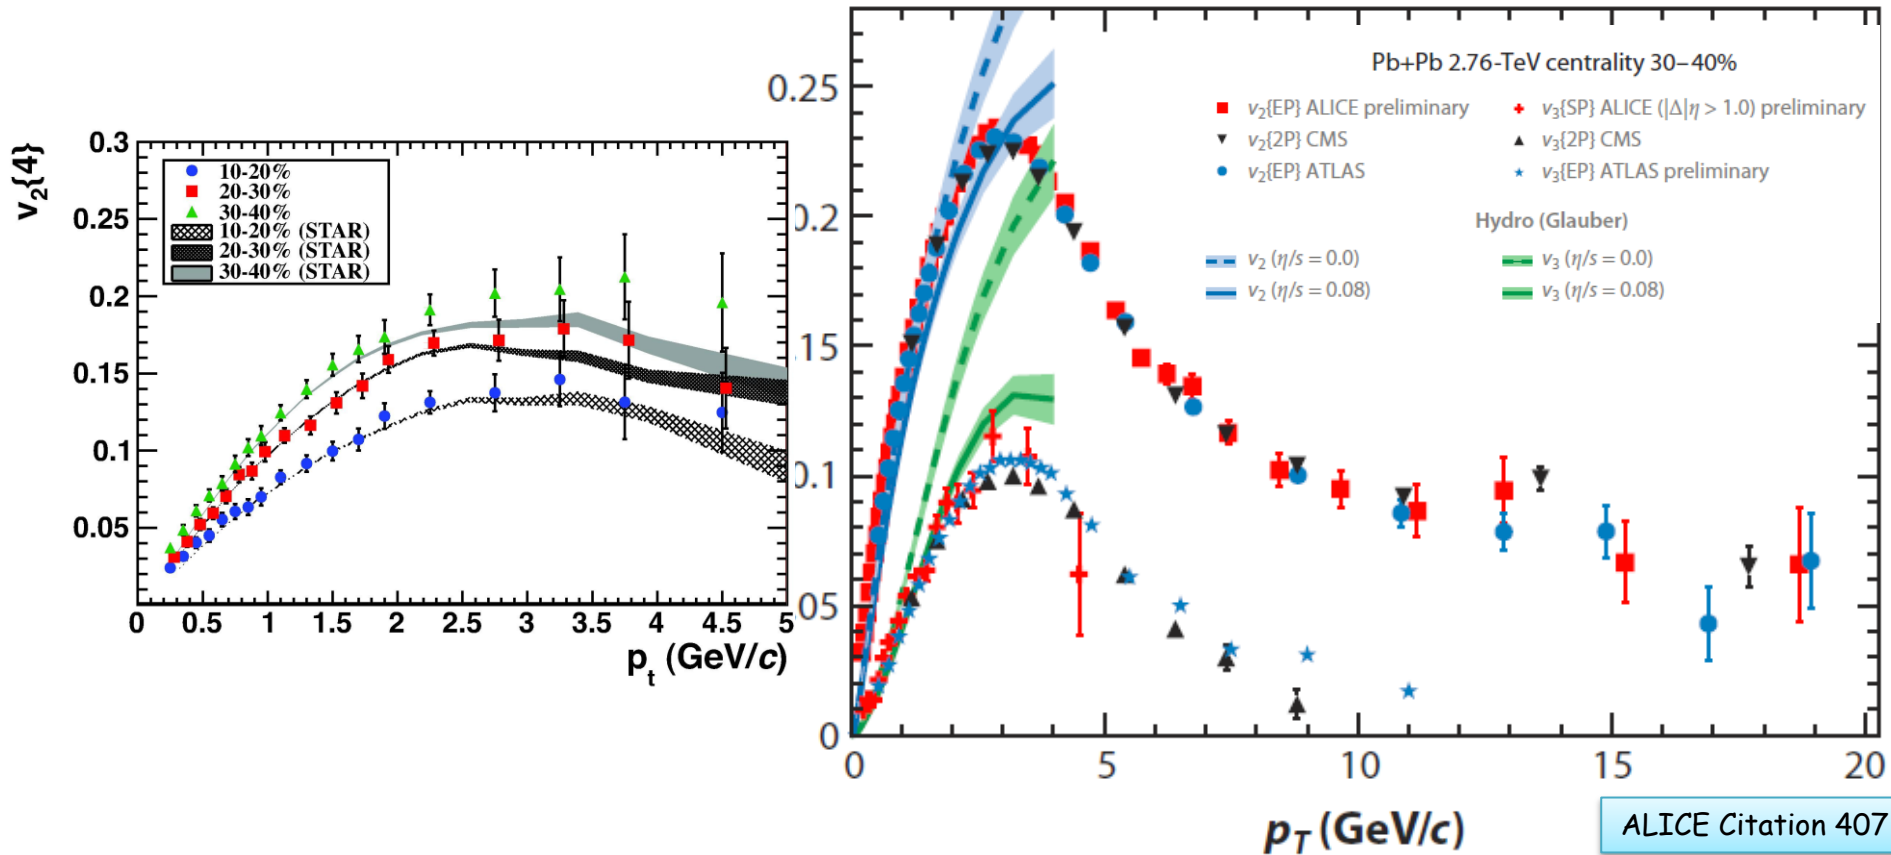 v2{4}
0.3
0.25
0.2
0.15
0.1
0.05
10-20%
20-30%
30-40%
10-20% (STAR)
20-30% (STAR)
30-40% (STAR)
0 0.5 1 1.5 2 2.5 3 3.5 4 4.5 5
pt (GeV/c)
0.25
0.2
15
0.1
05
0
Pb+Pb 2.76-TeV centrality 30–40%
v2{EP} ALICE preliminary
v2{2P} CMS
v2{EP} ATLAS
v3{SP} ALICE (|Δ|η > 1.0) preliminary
v3{2P} CMS
v3{EP} ATLAS preliminary
Hydro (Glauber)
v2 (η/s = 0.0)
v2 (η/s = 0.08)
v3 (η/s = 0.0)
v3 (η/s = 0.08)
0 5 10 15 20
pT (GeV/c)
ALICE Citation 407